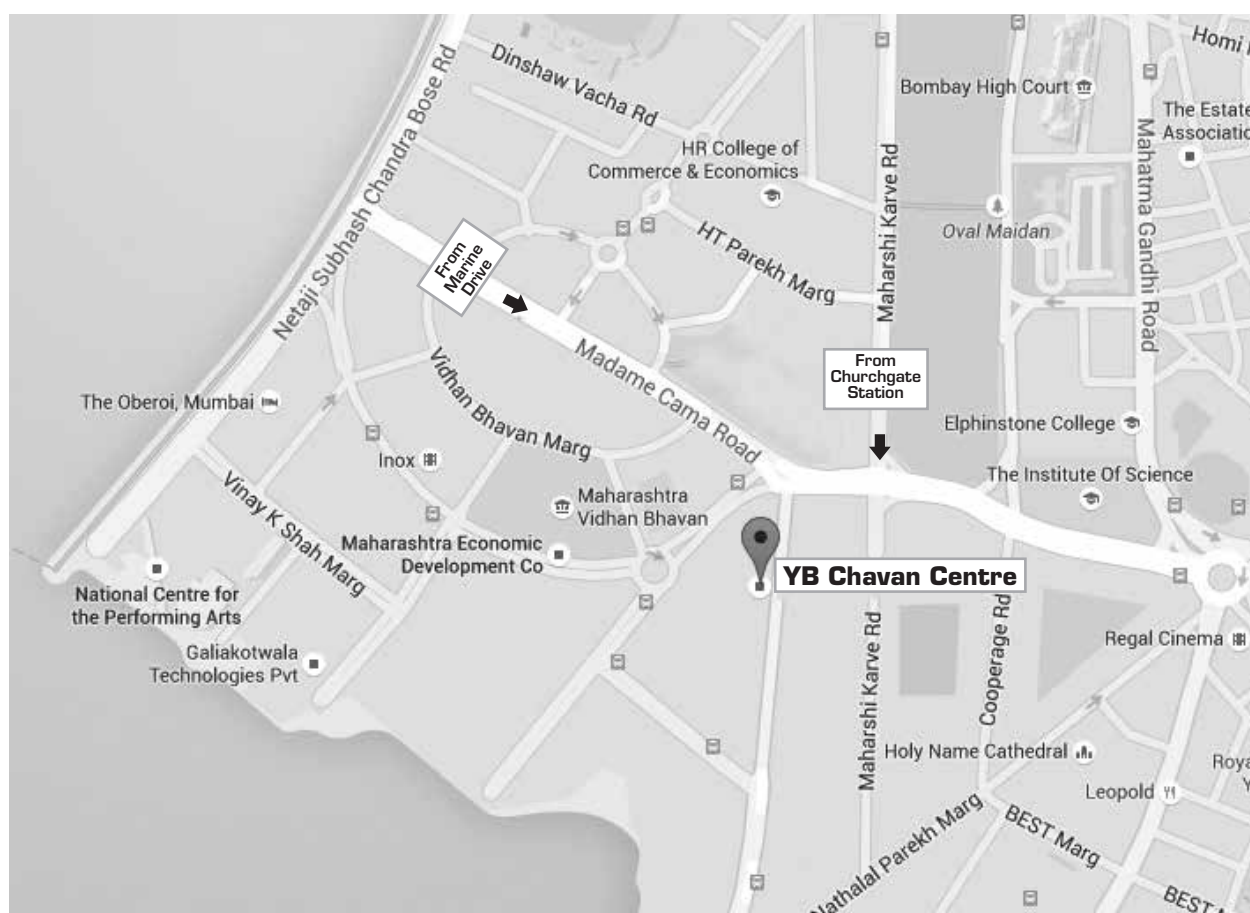 Homi
Dinshaw Vacha Rd
Bombay High Court
The Estate
Associatio
Netaji Subhash Chandra Bose Rd
HR College of
Commerce & Economics
Maharshi Karve Rd
Mahatma Gandhi Road
Oval Maidan
HT Parekh Marg
From
Marine
Drive
Madame Cama Road
From
Churchgate
Station
Vidhan Bhavan Marg
The Oberoi, Mumbai
Elphinstone College
Inox
The Institute Of Science
Vinay K Shah Marg
Maharashtra
Vidhan Bhavan
Maharashtra Economic
Development Co
YB Chavan Centre
National Centre for
the Performing Arts
Cooperage Rd
Maharshi Karve Rd
Regal Cinema
Galiakotwala
Technologies Pvt
Holy Name Cathedral
Roya
Y
Leopold
Nathalal Parekh Marg
BEST Marg
BEST